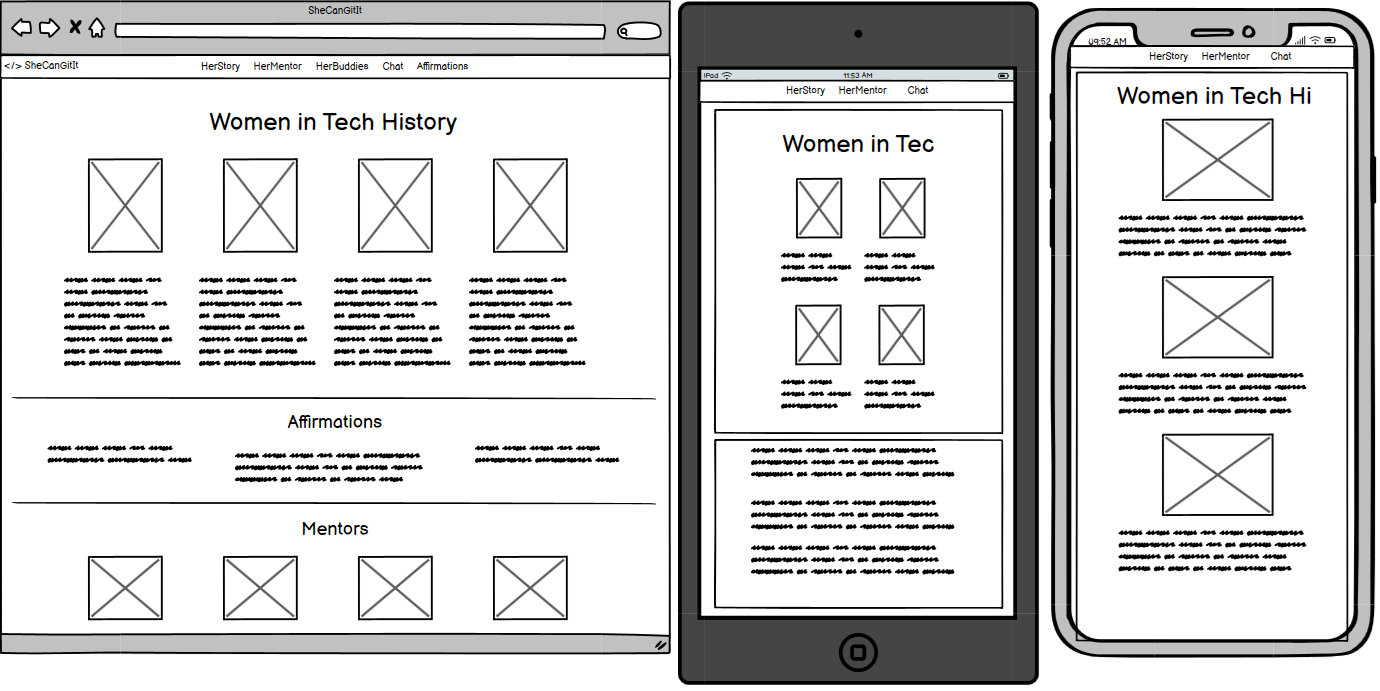 SheCanGitIt
</> SheCanGitIt HerStory HerMentor HerBuddies Chat Affirmations
Women in Tech History
Affirmations
Mentors
iPad 11:53 AM
HerStory HerMentor Chat
Women in Tec
09:52 AM
HerStory HerMentor Chat
Women in Tech Hi